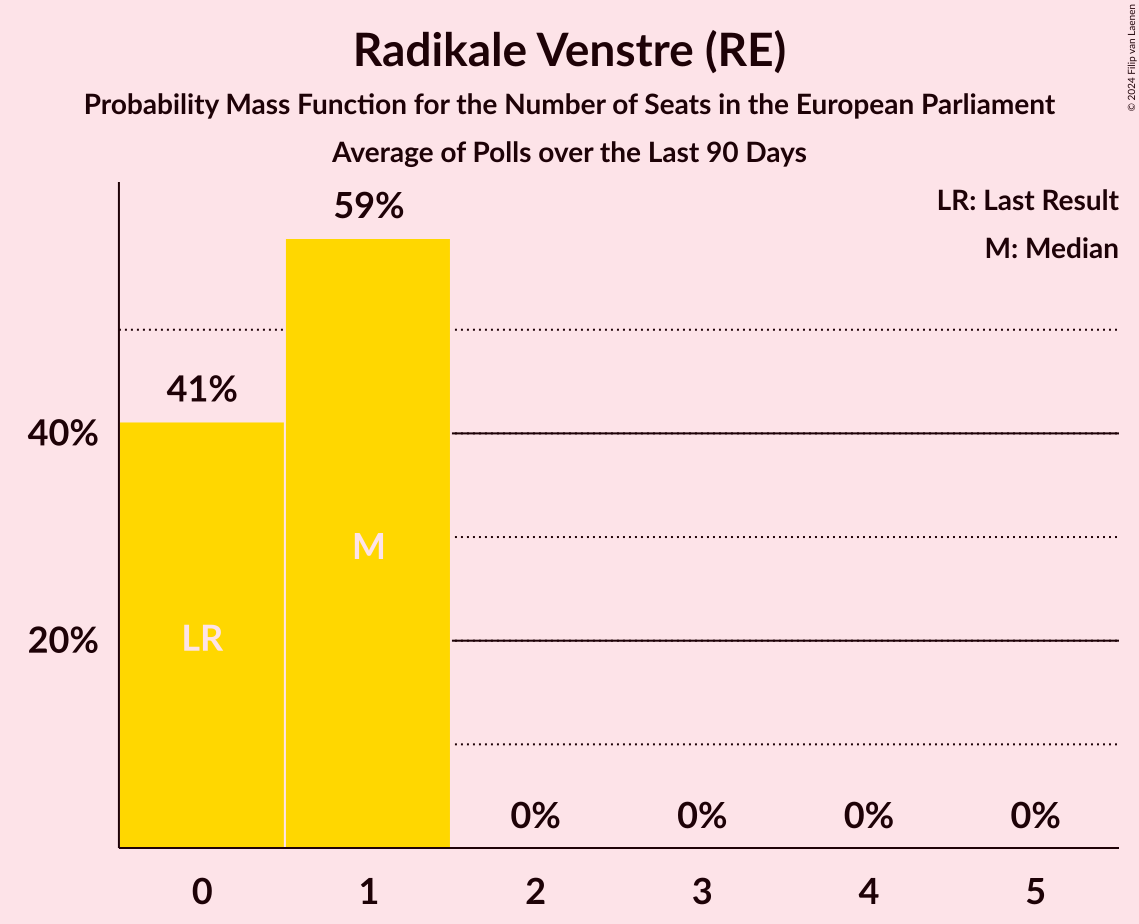 Radikale Venstre (RE)
Probability Mass Function for the Number of Seats in the European Parliament
Average of Polls over the Last 90 Days
© 2024 Filip van Laenen
LR: Last Result
M: Median
59%
41%
40%
M
LR
20%
0% 0% 0% 0%
0 1 2 3 4 5